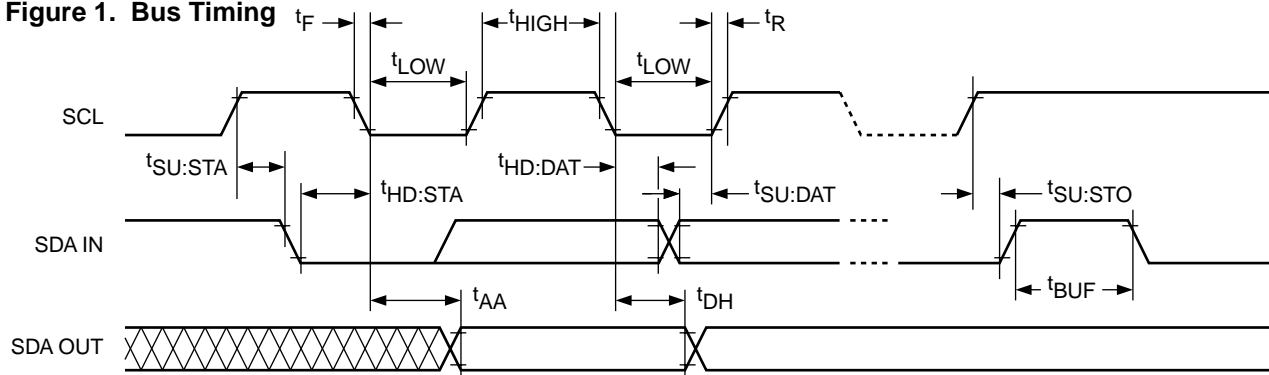 Figure 1. Bus Timing
tF
tHIGH
tR
tLOW
tLOW
SCL
tSU:STA
tHD:STA
tHD:DAT
tSU:DAT
tSU:STO
SDA IN
tBUF
tAA
tDH
SDA OUT